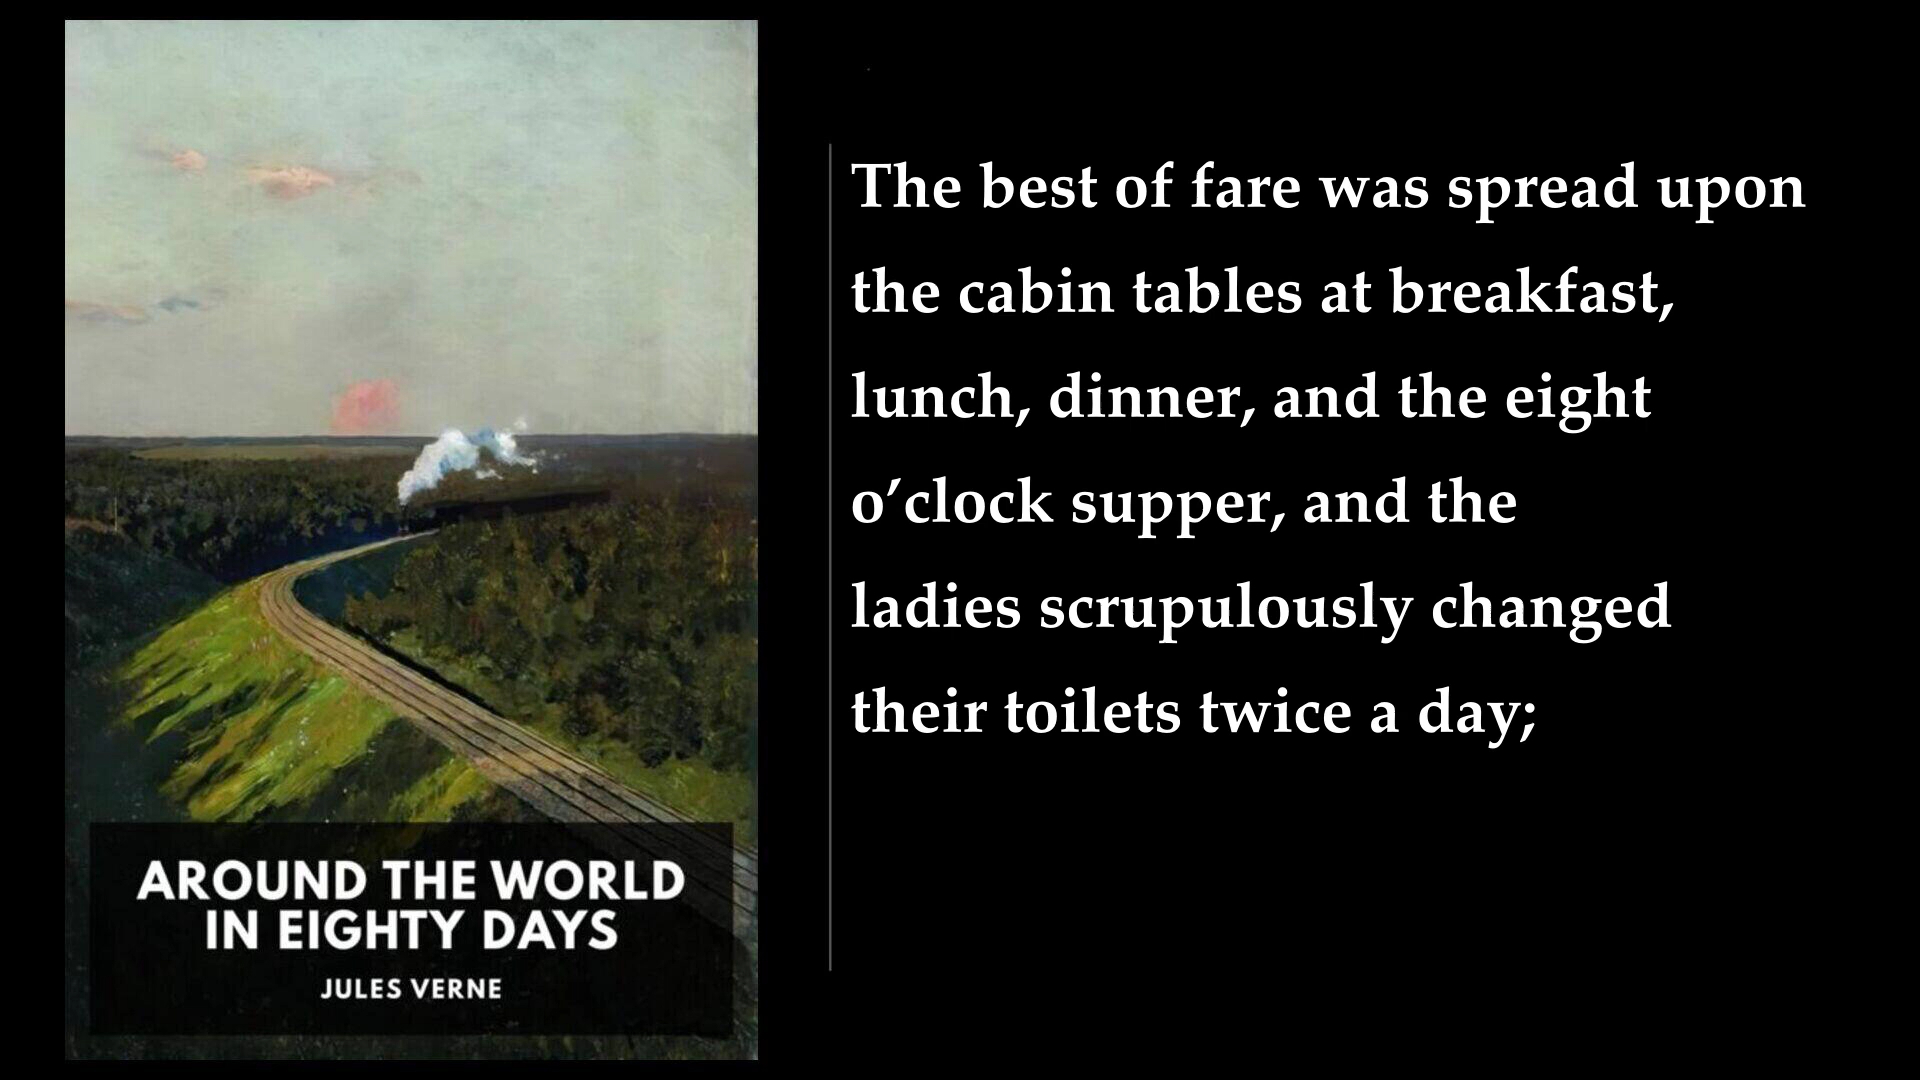 AROUND THE WORLD
IN EIGHTY DAYS
JULES VERNE
The best of fare was spread upon
the cabin tables at breakfast,
lunch, dinner, and the eight
o’clock supper, and the
ladies scrupulously changed
their toilets twice a day;